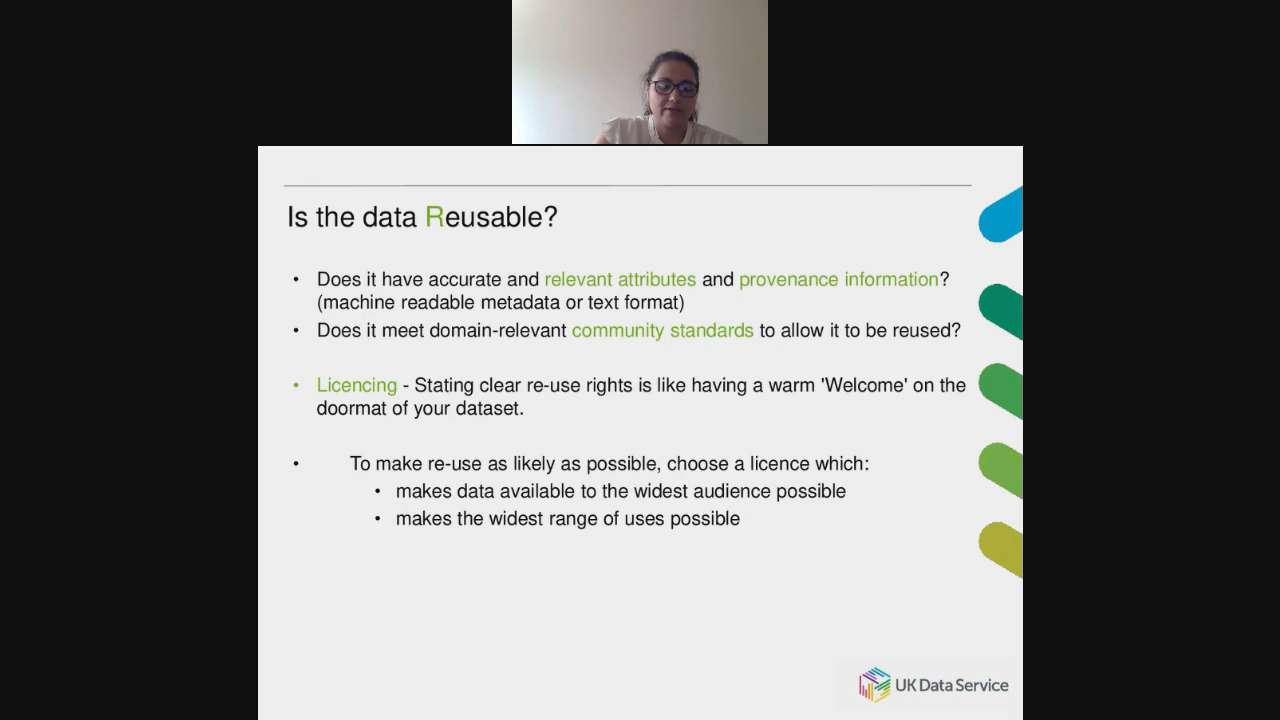 Is the data Reusable?
• Does it have accurate and relevant attributes and provenance information?
(machine readable metadata or text format)
• Does it meet domain-relevant community standards to allow it to be reused?
• Licencing - Stating clear re-use rights is like having a warm 'Welcome' on the
doormat of your dataset.
• To make re-use as likely as possible, choose a licence which:
• makes data available to the widest audience possible
• makes the widest range of uses possible
UK Data Service